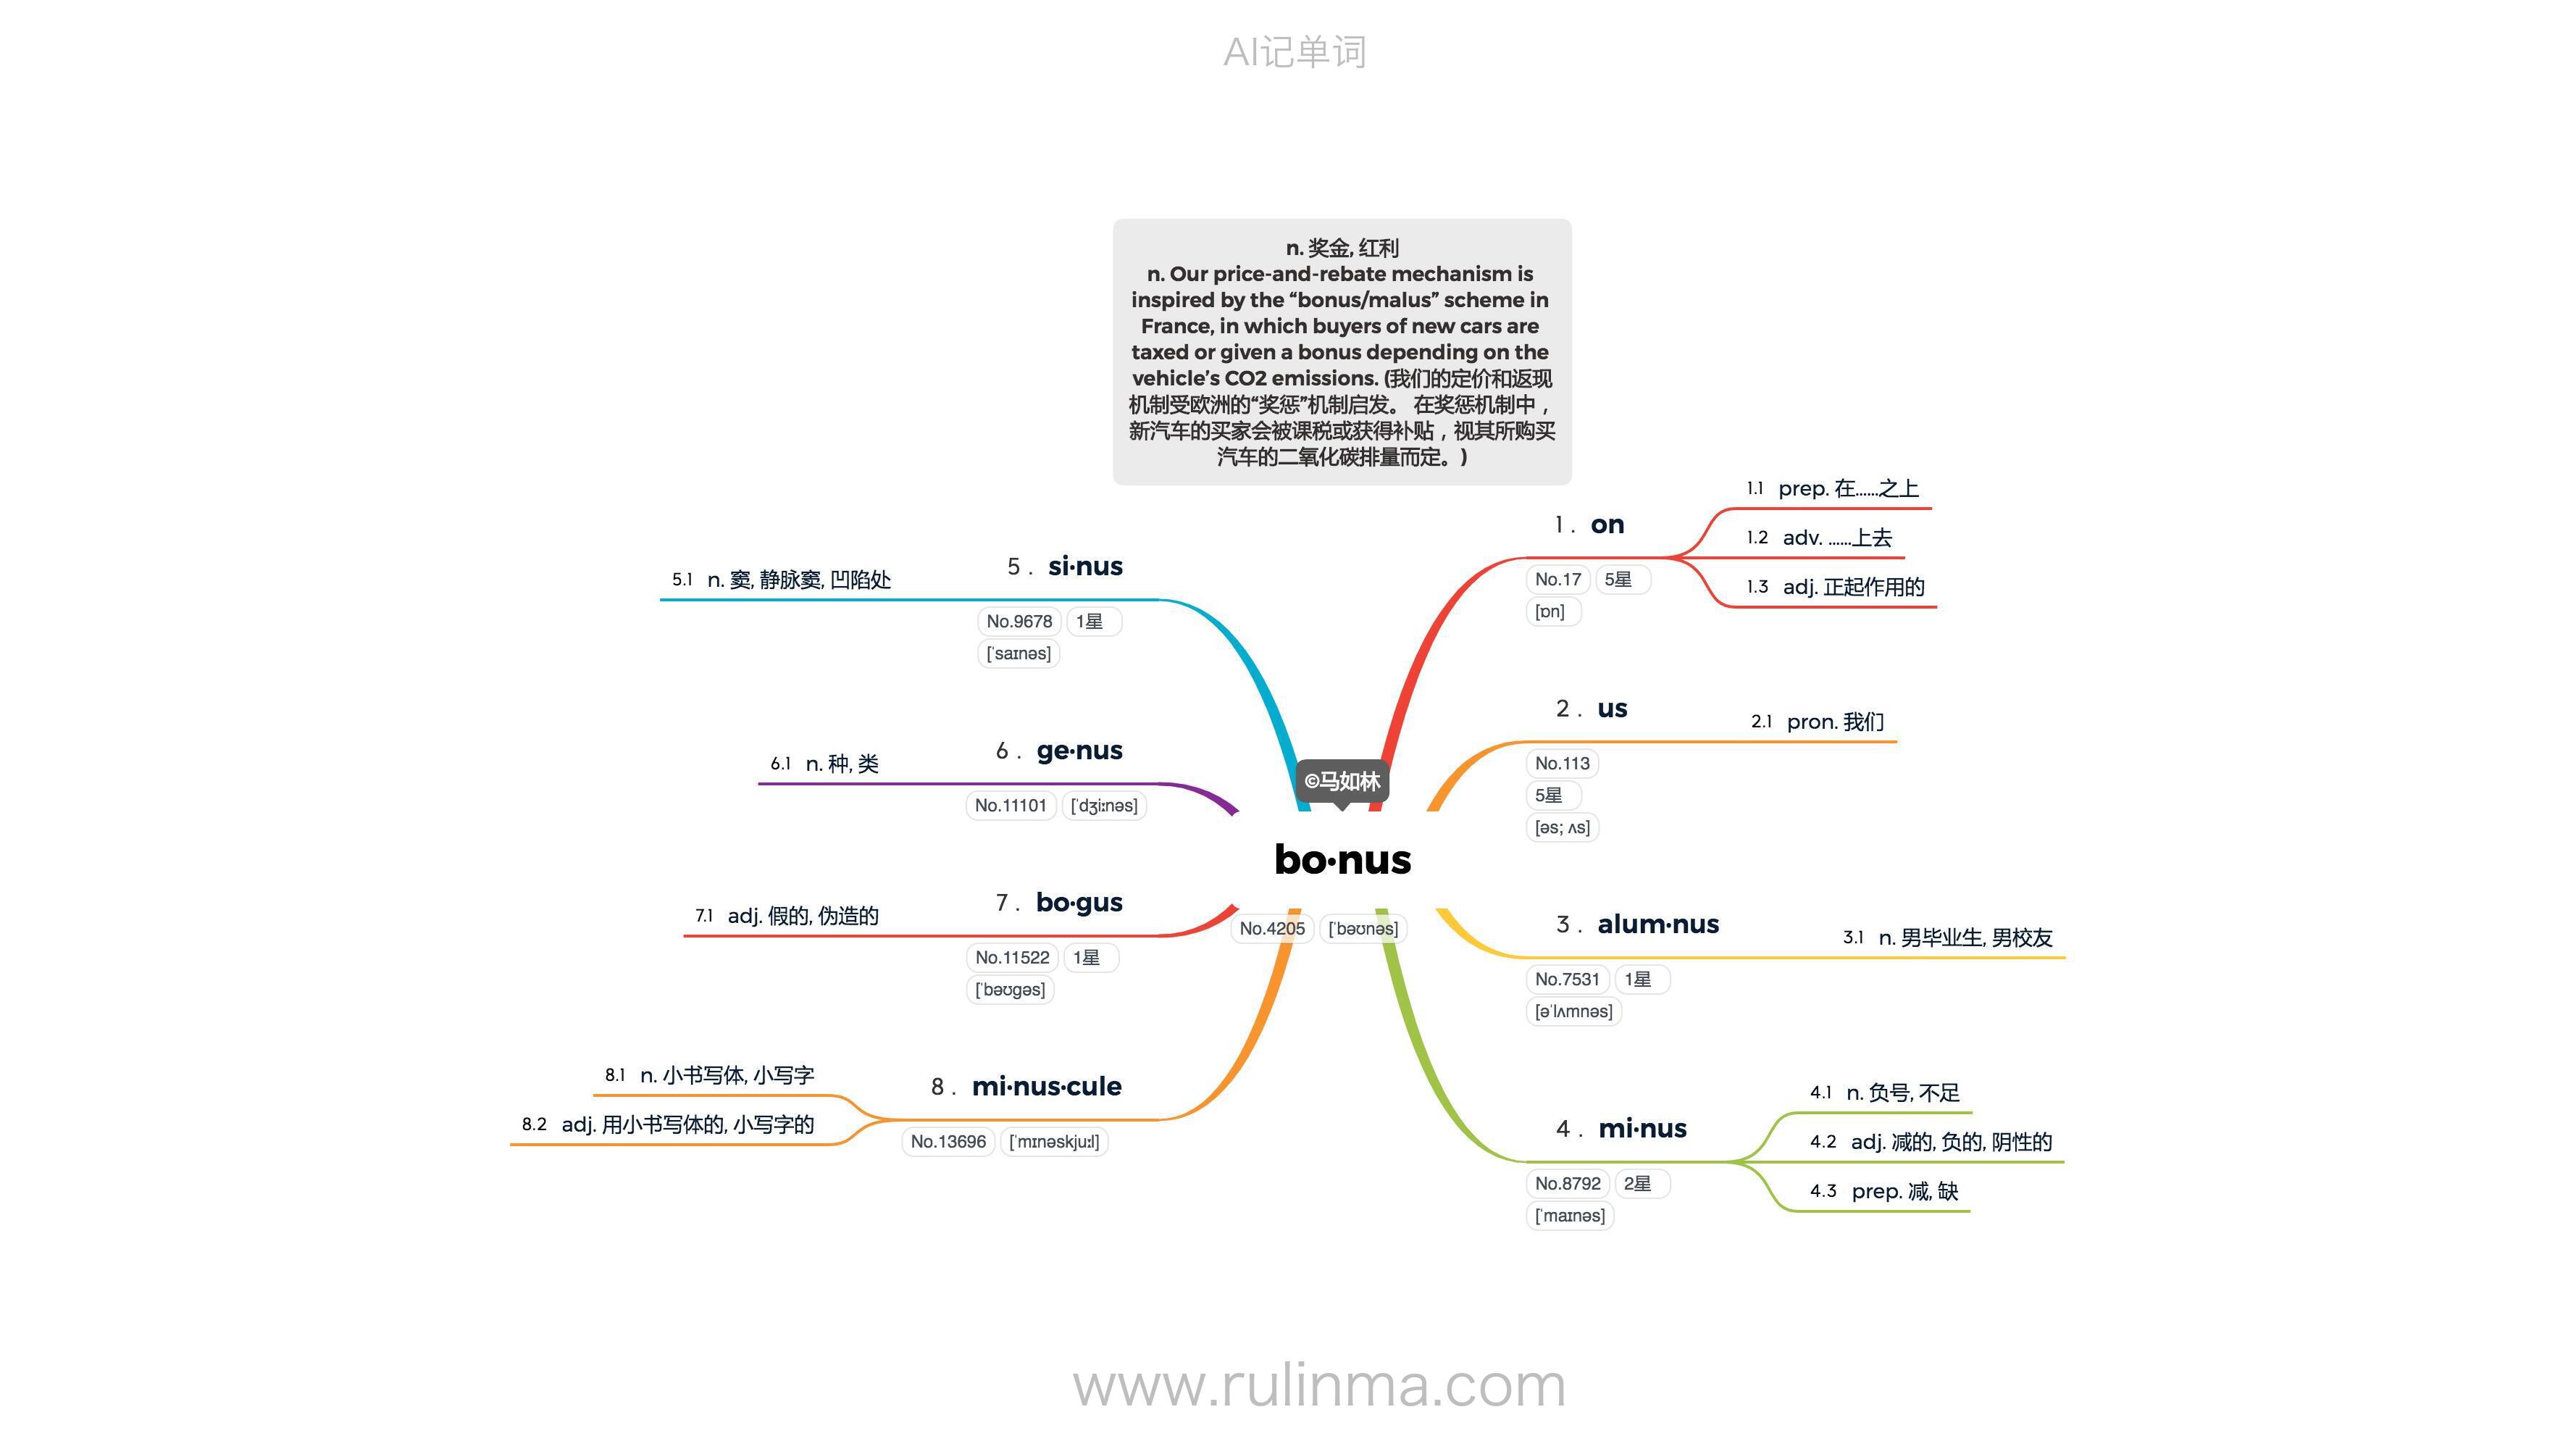 AI记单词
n. 奖金, 红利
n. Our price-and-rebate mechanism is
inspired by the “bonus/malus” scheme in
France, in which buyers of new cars are
taxed or given a bonus depending on the
vehicle’s CO2 emissions. (我们的定价和返现
机制受欧洲的“奖惩”机制启发。 在奖惩机制中，
新汽车的买家会被课税或获得补贴，视其所购买
汽车的二氧化碳排量而定。)
©马如林
bo·nus
No.4205 [ˈbəʊnəs]
1. on
No.17 5星
[ɒn]
1.1 prep. 在……之上
1.2 adv. ……上去
1.3 adj. 正起作用的
2. us
No.113
5星
[əs; ʌs]
2.1 pron. 我们
3. alum·nus
No.7531 1星
[əˈlʌmnəs]
3.1 n. 男毕业生, 男校友
4. mi·nus
No.8792 2星
[ˈmaɪnəs]
4.1 n. 负号, 不足
4.2 adj. 减的, 负的, 阴性的
4.3 prep. 减, 缺
5. si·nus
No.9678 1星
[ˈsaɪnəs]
5.1 n. 窦, 静脉窦, 凹陷处
6. ge·nus
No.11101 [ˈdʒiːnəs]
6.1 n. 种, 类
7. bo·gus
No.11522 1星
[ˈbəʊgəs]
7.1 adj. 假的, 伪造的
8. mi·nus·cule
No.13696 [ˈmɪnəskjuːl]
8.1 n. 小书写体, 小写字
8.2 adj. 用小书写体的, 小写字的
www.rulinma.com